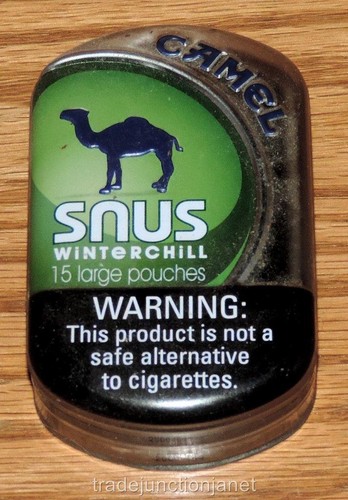 CAMEL
SNUS
WINTERCHILL
15 large pouches
WARNING:
This product is not a
safe alternative
to cigarettes.
tradejunctionjanet